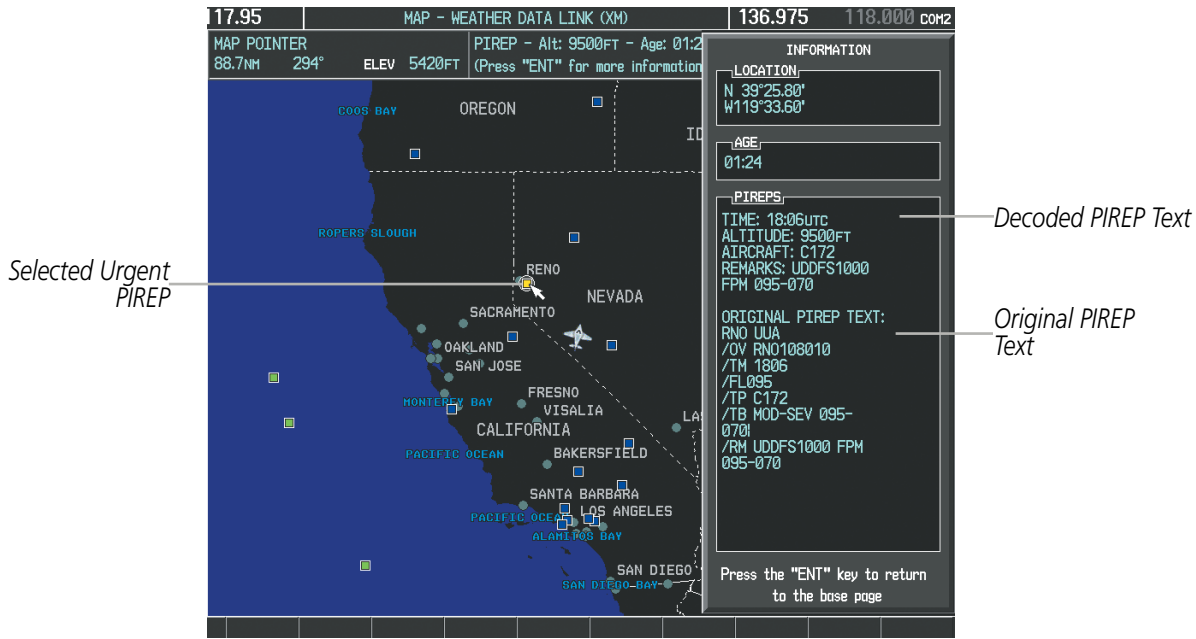 117.95 MAP - WEATHER DATA LINK (XM) 136.975 118.000 COM2
MAP POINTER
88.7NM 294° ELEV 5420FT
PIREP - Alt: 9500FT - Age: 01:2
(Press "ENT" for more information
INFORMATION
LOCATION
N 39°25.80'
W119°33.60'
AGE
01:24
PIREPS
TIME: 18:06UTC
ALTITUDE: 9500FT
AIRCRAFT: C172
REMARKS: UDDFS1000
FPM 095-070
ORIGINAL PIREP TEXT:
RNO UUA
/OV RNO108010
/TM 1806
/FL095
/TP C172
/TB MOD-SEV 095-
070
/RM UDDFS1000 FPM
095-070
Press the "ENT" key to return
to the base page
Decoded PIREP Text
Original PIREP
Text
Selected Urgent
PIREP
COOS BAY
OREGON
ID
ROPERS SLOUGH
RENO
NEVADA
SACRAMENTO
OAKLAND
SAN JOSE
FRESNO
MONTEREY BAY
VISALIA
LA
CALIFORNIA
PACIFIC OCEAN
BAKERSFIELD
SANTA BARBARA
LOS ANGELES
PACIFIC OCEA
ALAMITOS BAY
SAN DIEGO
SAN DIEGO BAY